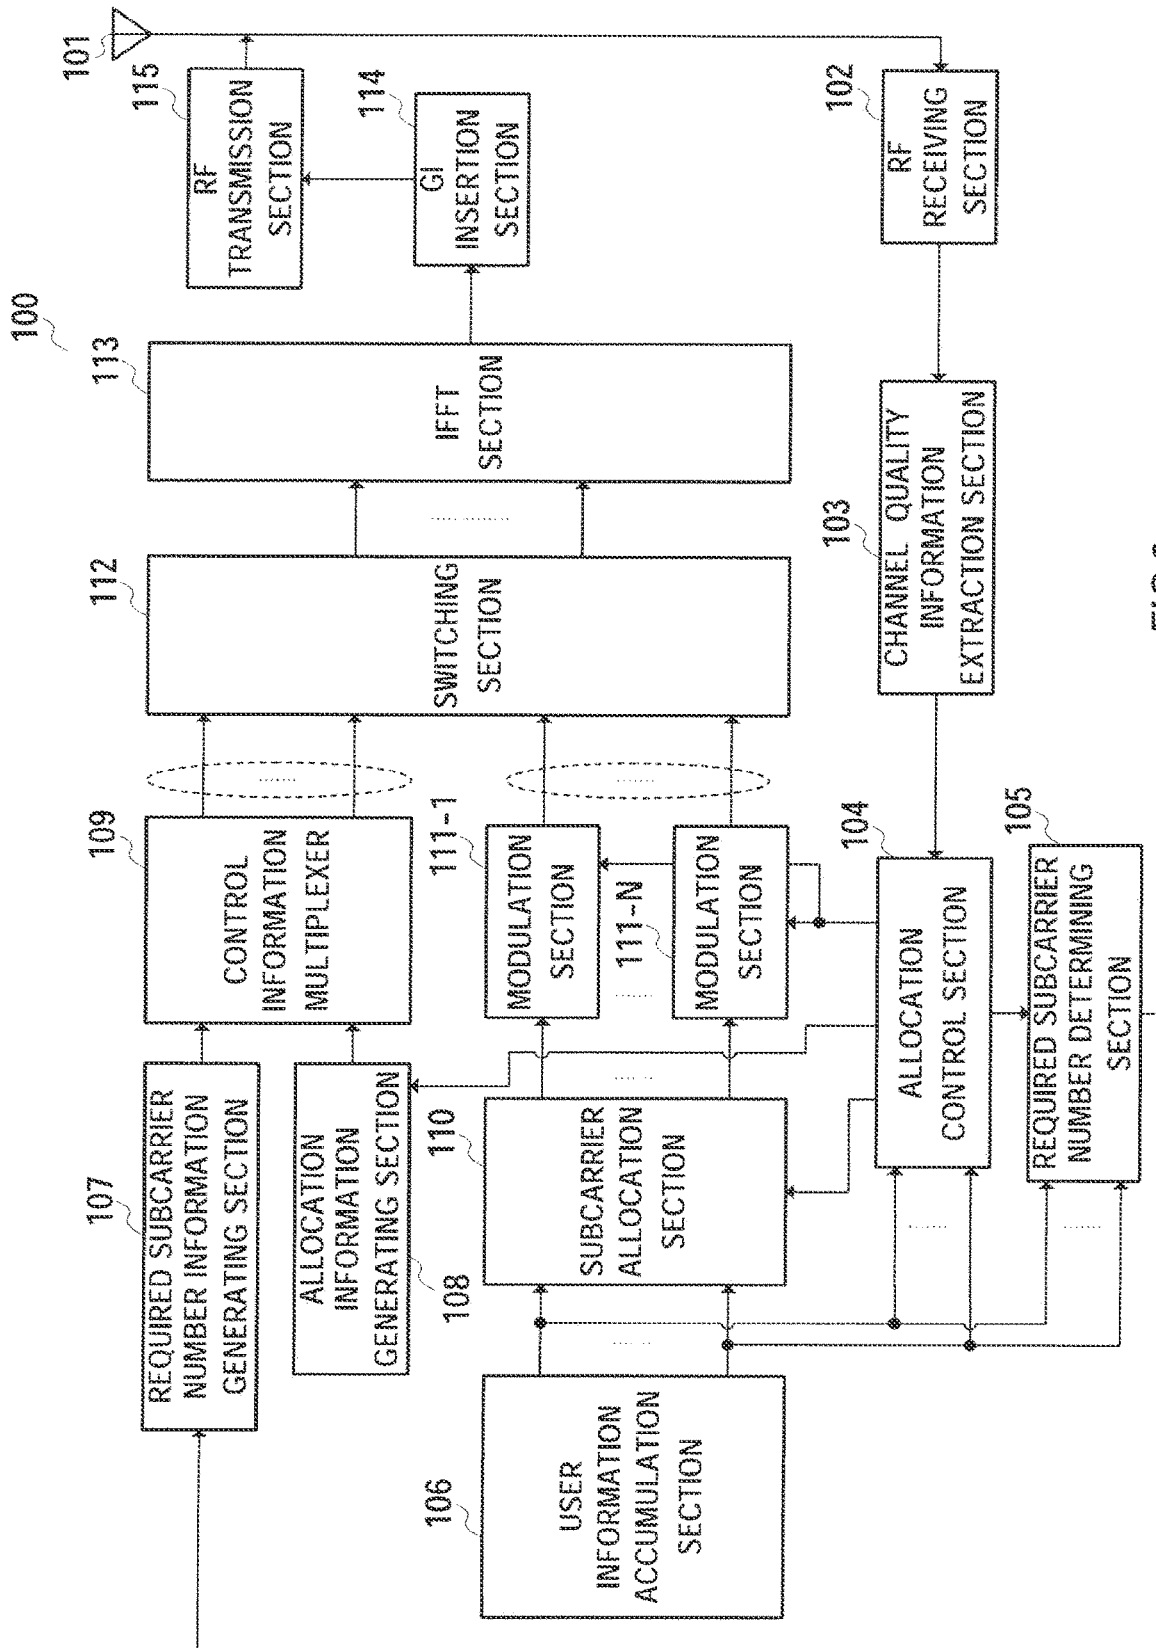 100
101
115
RF
TRANSMISSION
SECTION
114
GI
INSERTION
SECTION
113
IFFT
SECTION
112
SWITCHING
SECTION
109
CONTROL
INFORMATION
MULTIPLEXER
107
REQUIRED SUBCARRIER
NUMBER INFORMATION
GENERATING SECTION
ALLOCATION
INFORMATION
GENERATING SECTION
108
111-1
MODULATION
SECTION
111-N
MODULATION
SECTION
110
SUBCARRIER
ALLOCATION
SECTION
106
USER
INFORMATION
ACCUMULATION
SECTION
102
RF
RECEIVING
SECTION
103
CHANNEL QUALITY
INFORMATION
EXTRACTION SECTION
104
ALLOCATION
CONTROL SECTION
105
REQUIRED SUBCARRIER
NUMBER DETERMINING
SECTION